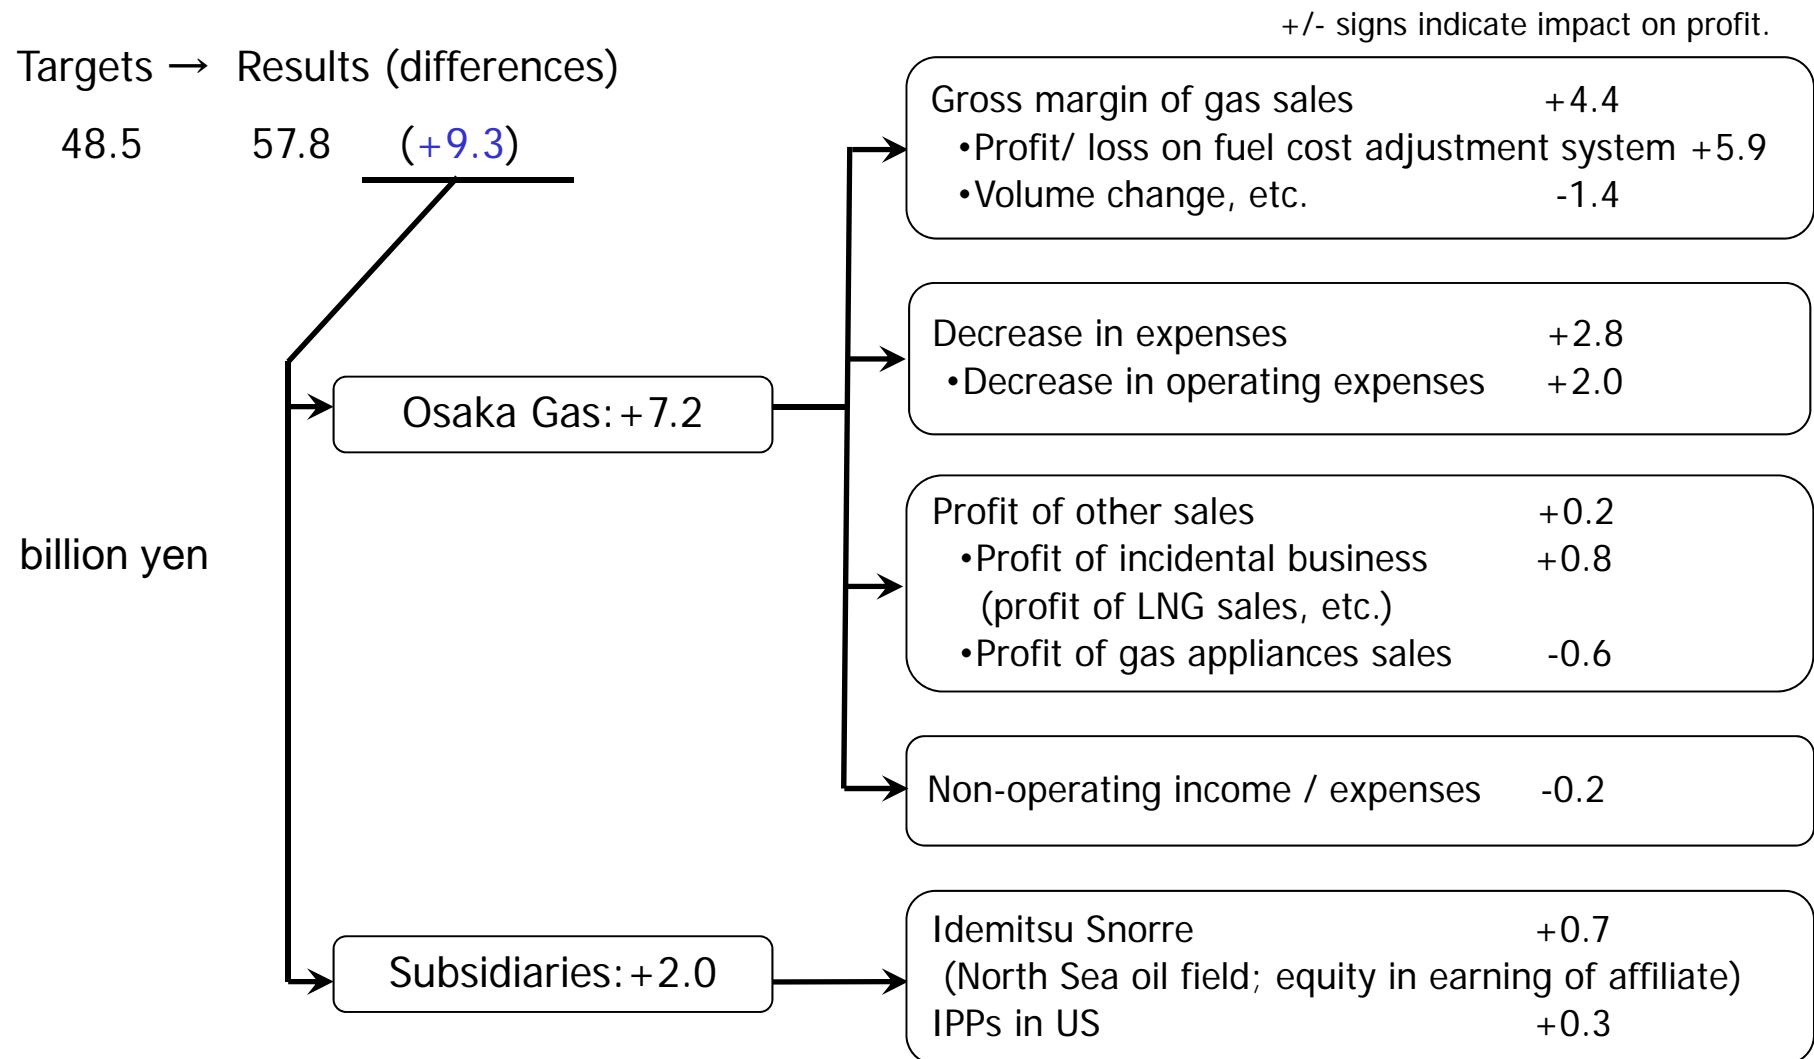 +/- signs indicate impact on profit.
Targets → Results (differences)
48.5 57.8 (+9.3)
billion yen
Osaka Gas:+7.2
Gross margin of gas sales +4.4
•Profit/ loss on fuel cost adjustment system +5.9
•Volume change, etc. -1.4
Decrease in expenses +2.8
•Decrease in operating expenses +2.0
Profit of other sales +0.2
•Profit of incidental business +0.8
(profit of LNG sales, etc.)
•Profit of gas appliances sales -0.6
Non-operating income / expenses -0.2
Subsidiaries:+2.0
Idemitsu Snorre +0.7
(North Sea oil field; equity in earning of affiliate)
IPPs in US +0.3